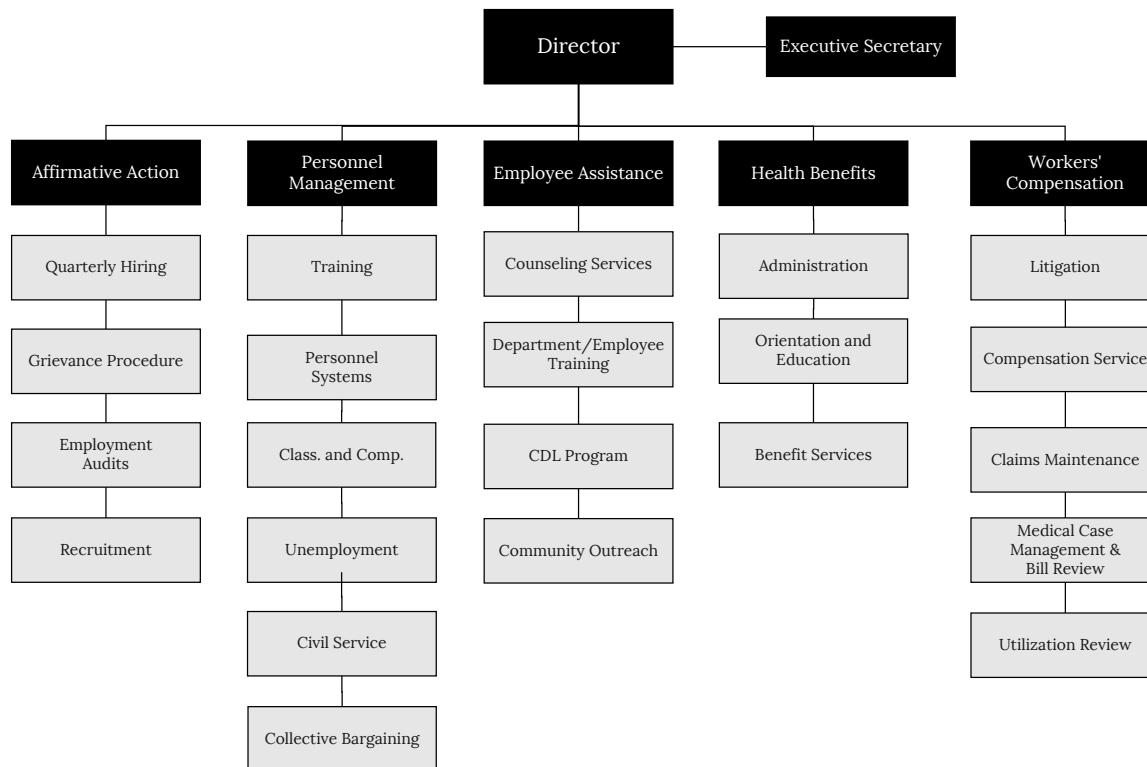 Director
Executive Secretary
Affirmative Action
Personnel
Management
Employee Assistance
Health Benefits
Workers'
Compensation
Quarterly Hiring
Grievance Procedure
Employment
Audits
Recruitment
Training
Personnel
Systems
Class. and Comp.
Unemployment
Civil Service
Collective Bargaining
Counseling Services
Department/Employee
Training
CDL Program
Community Outreach
Administration
Orientation and
Education
Benefit Services
Litigation
Compensation Service
Claims Maintenance
Medical Case
Management &
Bill Review
Utilization Review